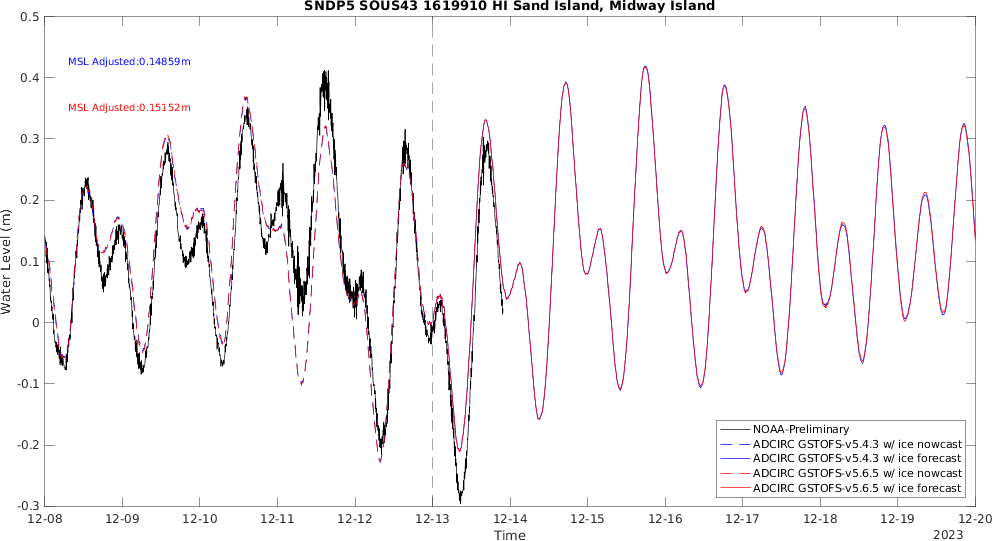 SNDP5 SOUS43 1619910 HI Sand Island, Midway Island
0.5
0.4
0.3
0.2
0.1
0
-0.1
-0.2
-0.3
Water Level (m)
MSL Adjusted:0.14859m
MSL Adjusted:0.15152m
NOAA-Preliminary
ADCIRC GSTOFS-v5.4.3 w/ ice nowcast
ADCIRC GSTOFS-v5.4.3 w/ ice forecast
ADCIRC GSTOFS-v5.6.5 w/ ice nowcast
ADCIRC GSTOFS-v5.6.5 w/ ice forecast
12-08 12-09 12-10 12-11 12-12 12-13 12-14 12-15 12-16 12-17 12-18 12-19 12-20
Time
2023